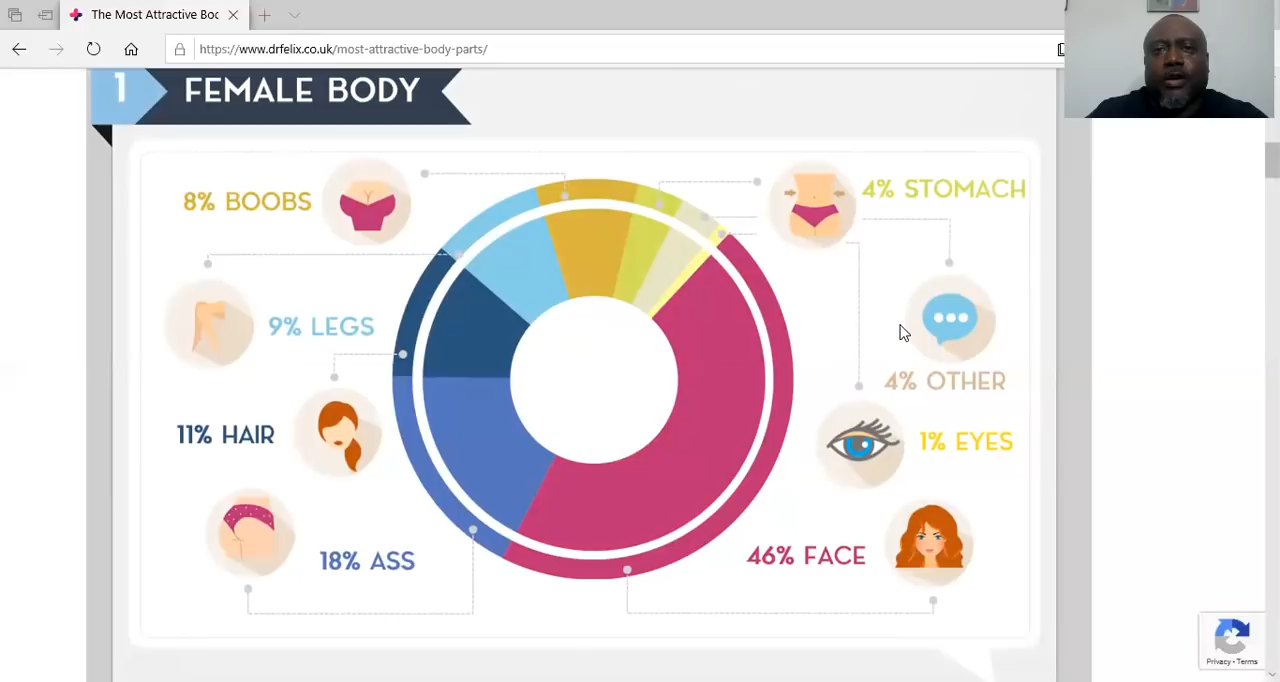 The Most Attractive Boc
https://www.drfelix.co.uk/most-attractive-body-parts/
1 FEMALE BODY
8% BOOBS
4% STOMACH
9% LEGS
4% OTHER
11% HAIR
1% EYES
18% ASS
46% FACE
Privacy - Terms